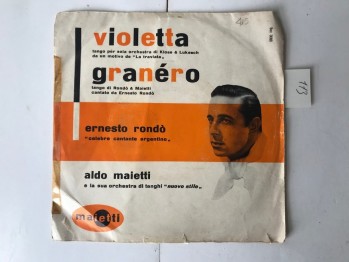 violetta
tango per sola orchestra di Klose & Lukesch
da un motivo de "La traviata„
granéro
tango di Rondò & Maietti
cantato da Ernesto Rondò
ernesto rondò
"celebre cantante argentino„
aldo maietti
e la sua orchestra di tanghi "nuovo stile„
maietti